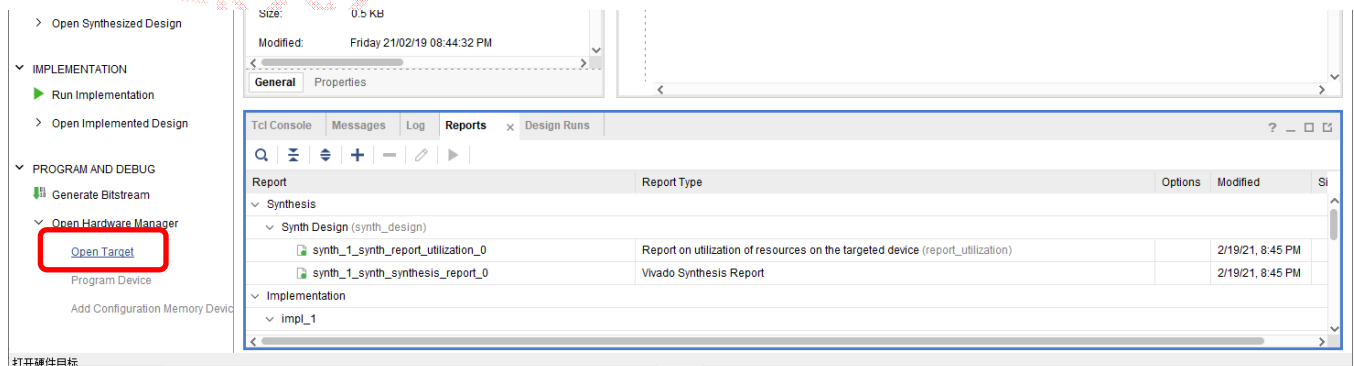 Open Synthesized Design
IMPLEMENTATION
Run Implementation
Open Implemented Design
PROGRAM AND DEBUG
Generate Bitstream
Open Hardware Manager
Open Target
Program Device
Add Configuration Memory Devic
打开硬件目标
Size: 0.5 KB
Modified: Friday 21/02/19 08:44:32 PM
General Properties
Tcl Console Messages Log Reports × Design Runs
Report Report Type Options Modified Si
Synthesis
Synth Design (synth_design)
synth_1_synth_report_utilization_0 Report on utilization of resources on the targeted device (report_utilization) 2/19/21, 8:45 PM
synth_1_synth_synthesis_report_0 Vivado Synthesis Report 2/19/21, 8:45 PM
Implementation
impl_1